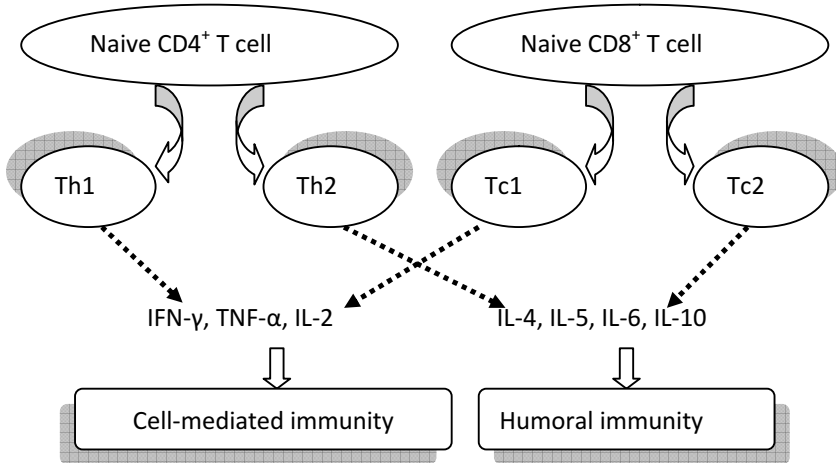 Naive CD4⁺ T cell
Naive CD8⁺ T cell
Th1
Th2
Tc1
Tc2
IFN-γ, TNF-α, IL-2
IL-4, IL-5, IL-6, IL-10
Cell-mediated immunity
Humoral immunity